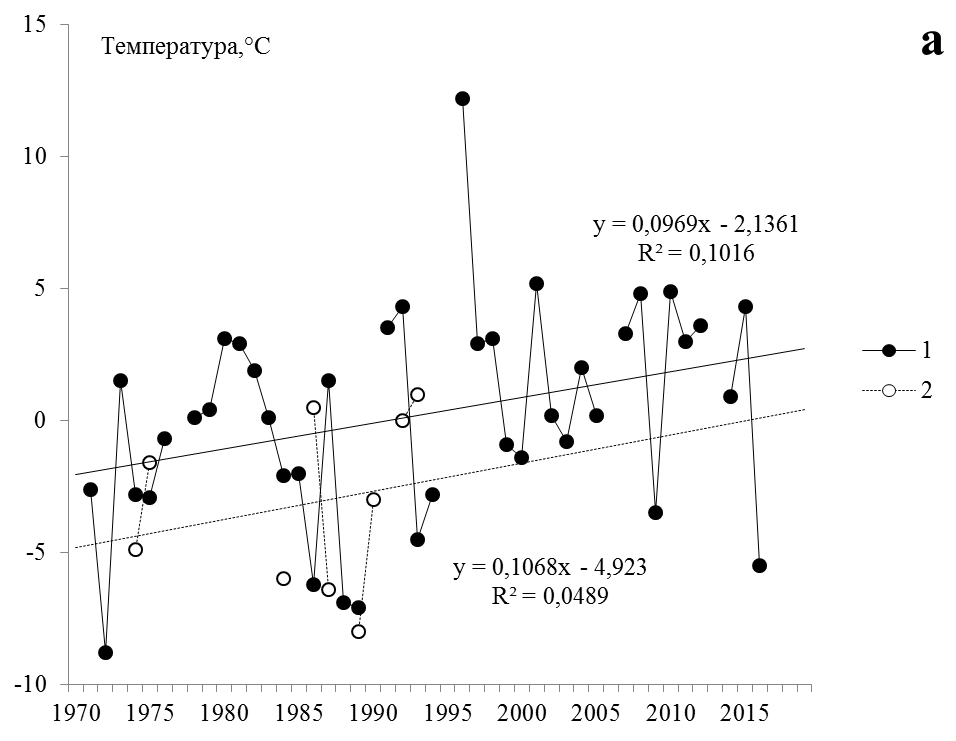 15
Температура,°C
а
10
y = 0,0969x - 2,1361
R² = 0,1016
5
1
2
0
-5
y = 0,1068x - 4,923
R² = 0,0489
-10
1970 1975 1980 1985 1990 1995 2000 2005 2010 2015